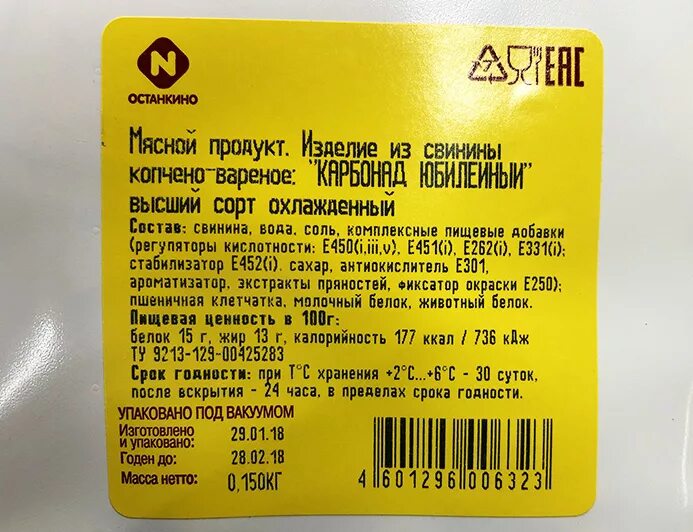 N
ОСТАНКИНО
7
ЕАС
Мясной продукт. Изделие из свинины
копчено-вареное: "КАРБОНАД ЮБИЛЕЙНЫЙ"
высший сорт охлажденный
Состав: свинина, вода, соль, комплексные пищевые добавки
(регуляторы кислотности: Е450(i,iii,v), Е451(i), Е262(i), Е331(i);
стабилизатор Е452(i). сахар, антиокислитель Е301,
ароматизатор, экстракты пряностей, фиксатор окраски Е250);
пшеничная клетчатка, молочный белок, животный белок.
Пищевая ценность в 100г:
белок 15 г, жир 13 г, калорийность 177 ккал / 736 кДж
ТУ 9213-129-00425283
Срок годности: при Т°С хранения +2°С...+6°С - 30 суток,
после вскрытия - 24 часа, в пределах срока годности.
УПАКОВАНО ПОД ВАКУУМОМ
Изготовлено
и упаковано: 29.01.18
Годен до: 28.02.18
Масса нетто: 0,150КГ
4 601296 006323